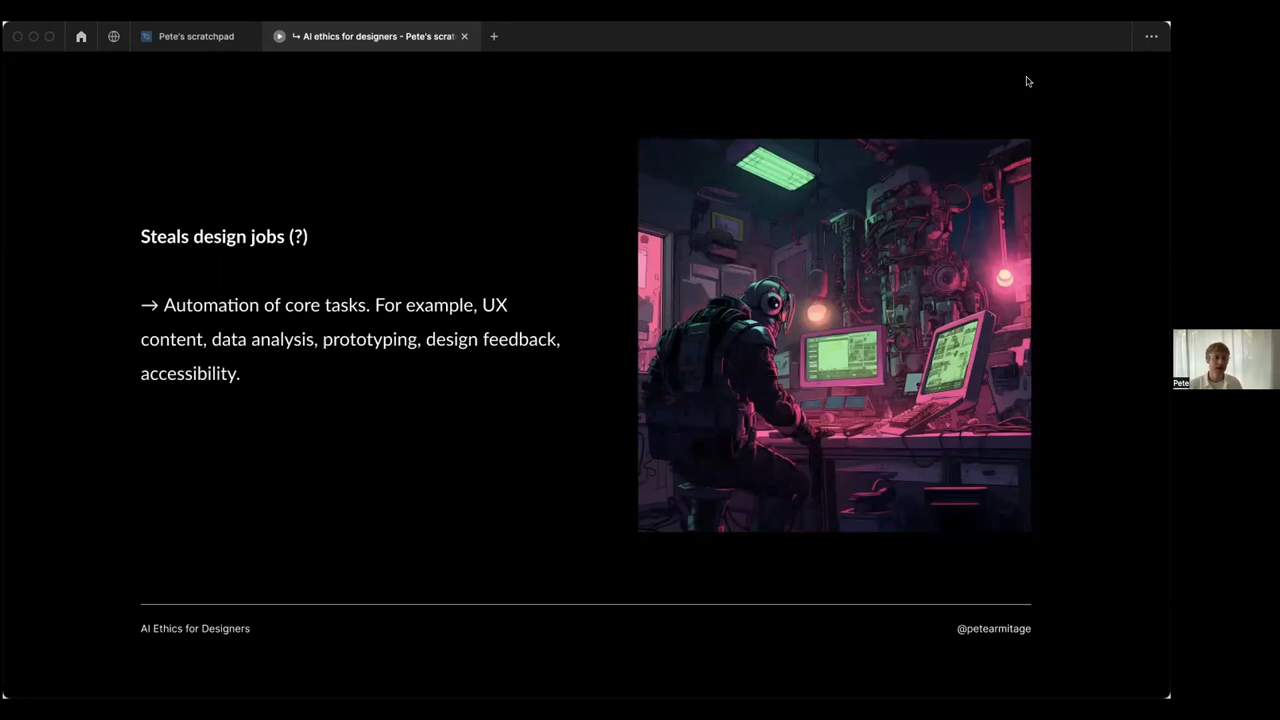 Pete's scratchpad
↪ AI ethics for designers - Pete's scrat
Steals design jobs (?)
→ Automation of core tasks. For example, UX
content, data analysis, prototyping, design feedback,
accessibility.
Pete
AI Ethics for Designers
@petearmitage